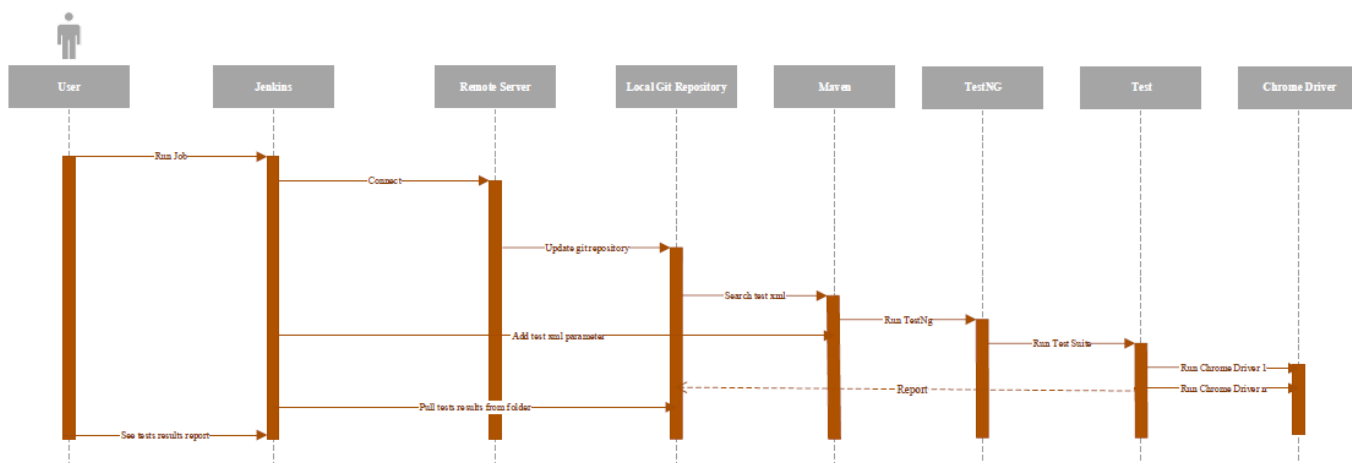 User
Jenkins
Remote Server
Local Git Repository
Maven
TestNG
Test
Chrome Driver
Run Job
Connect
Update git repository
Search test xml
Run TestNg
Add test xml parameter
Run Test Suite
Run Chrome Driver 1
Report
Run Chrome Driver n
Pull tests results from folder
See tests results report